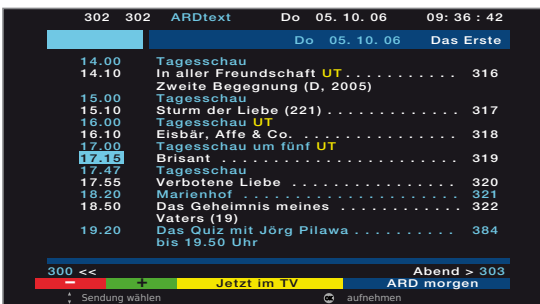 302 302 ARDtext Do 05. 10. 06 09: 36 : 42
Do 05. 10. 06 Das Erste
14.00 Tagesschau
14.10 In aller Freundschaft UT . . . . . . . . . . . 316
Zweite Begegnung (D, 2005)
15.00 Tagesschau
15.10 Sturm der Liebe (221) . . . . . . . . . . . . . 317
16.00 Tagesschau UT
16.10 Eisbär, Affe & Co. . . . . . . . . . . . . . . . 318
17.00 Tagesschau um fünf UT
17.15 Brisant . . . . . . . . . . . . . . . . . . . . . . . 319
17.47 Tagesschau
17.55 Verbotene Liebe . . . . . . . . . . . . . . . . . 320
18.20 Marienhof . . . . . . . . . . . . . . . . . . . . . 321
18.50 Das Geheimnis meines . . . . . . . . . . . . 322
Vaters (19)
19.20 Das Quiz mit Jörg Pilawa . . . . . . . . . . . 384
bis 19.50 Uhr
300 << Abend > 303
− + Jetzt im TV ARD morgen
Sendung wählen OK aufnehmen